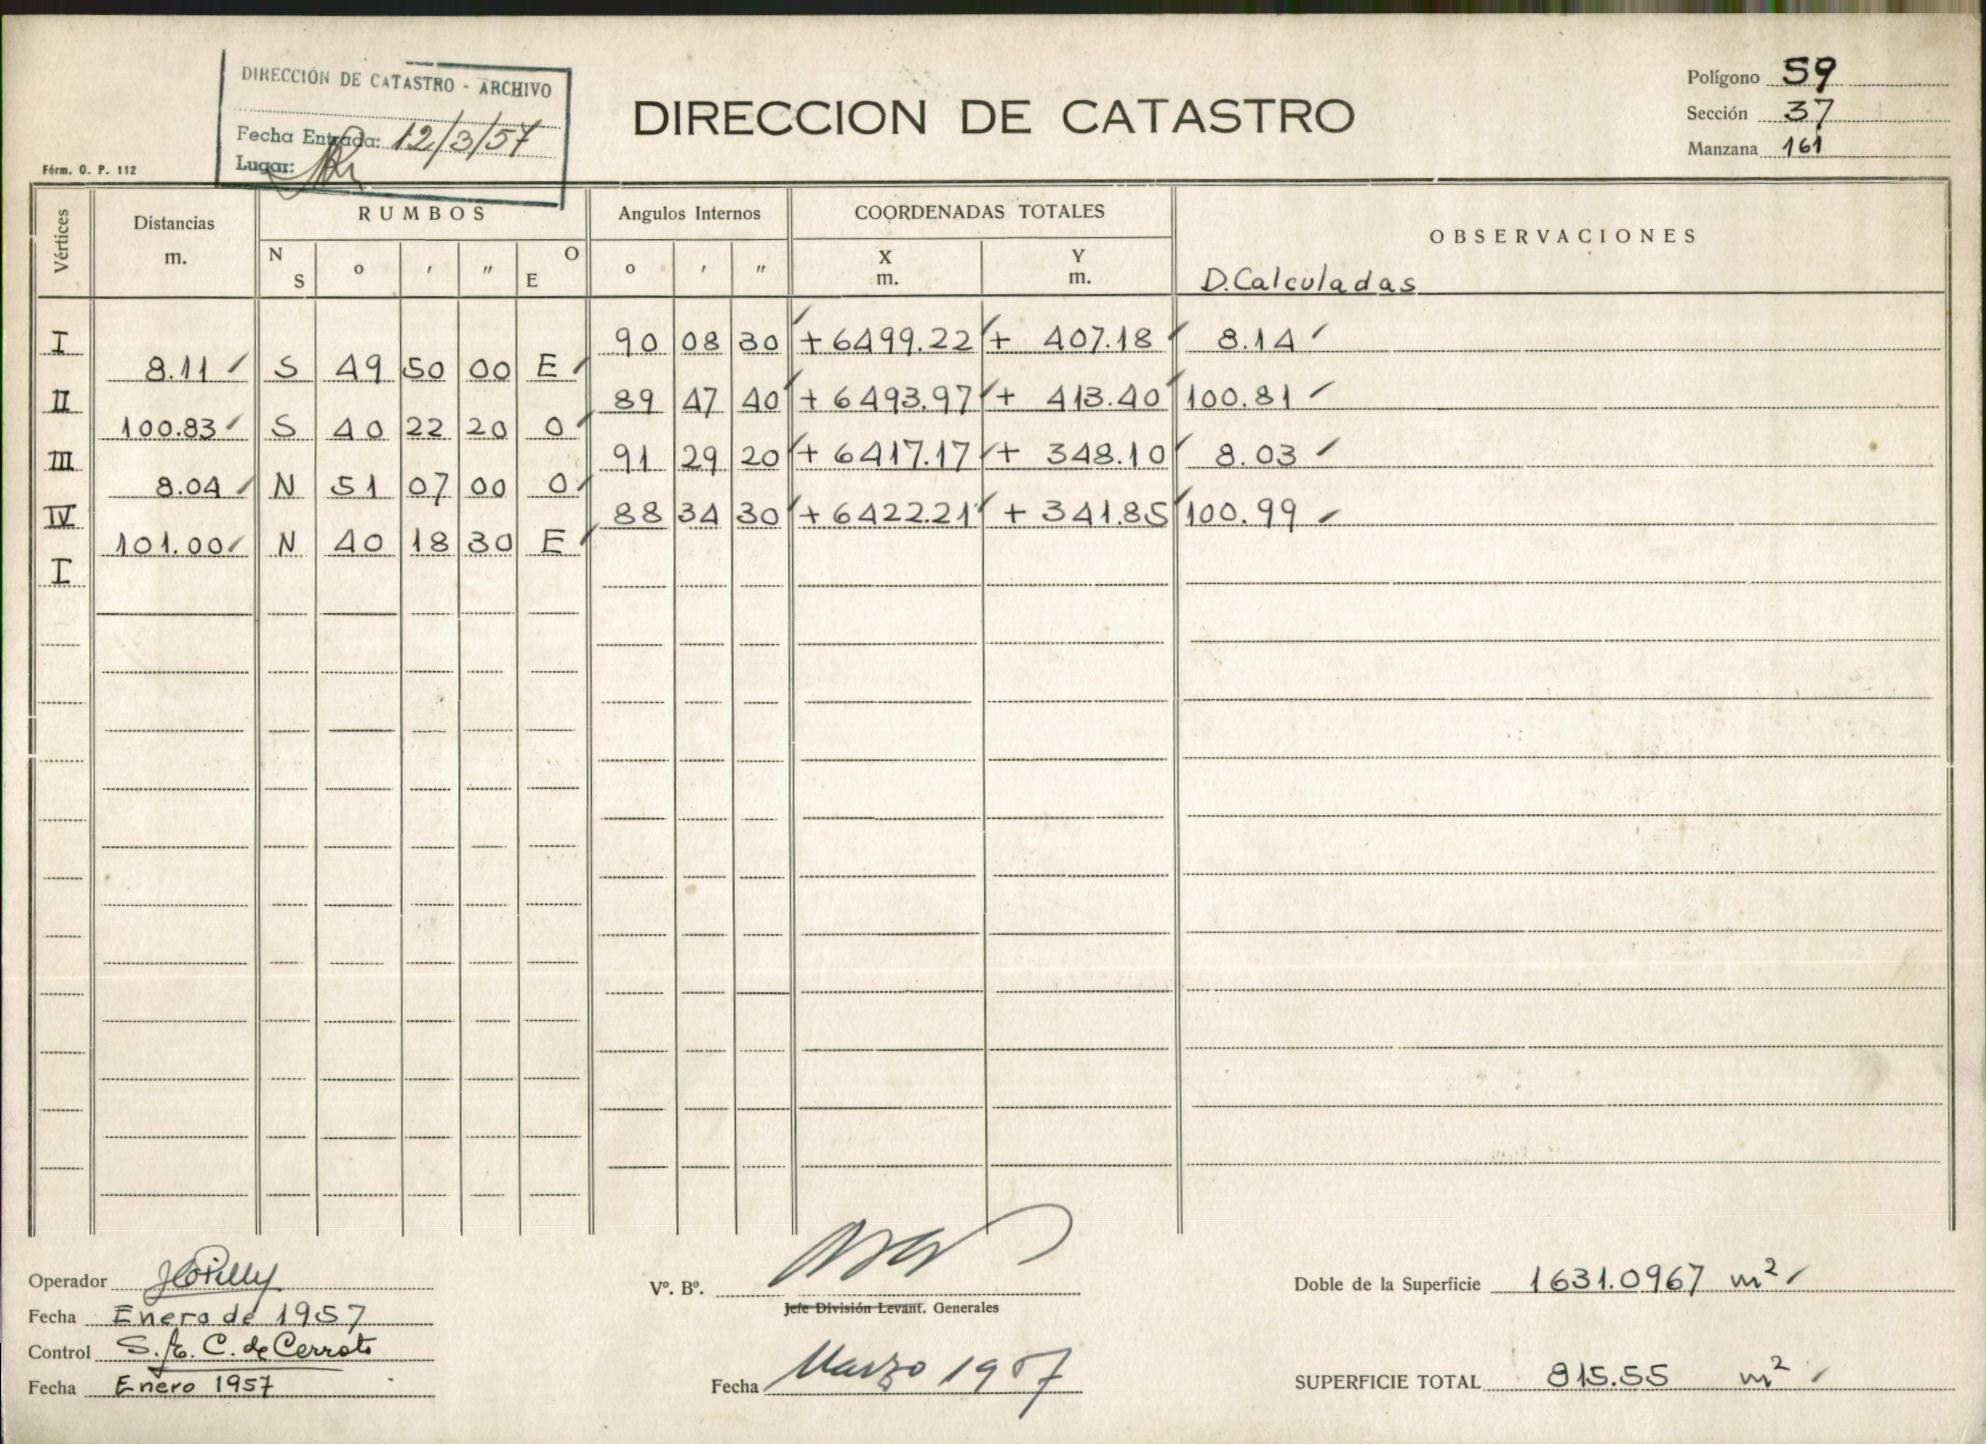 DIRECCIÓN DE CATASTRO - ARCHIVO
Fecha Entrada: 12/3/57
Lugar:
DIRECCION DE CATASTRO
Polígono 59
Sección 37
Manzana 161
Fórm. O. P. 112
Vértices Distancias m. RUMBOS Angulos Internos COORDENADAS TOTALES OBSERVACIONES
N S o ' " O E o ' " X m. Y m. D. Calculadas
I 90 08 30 + 6499.22 + 407.18 8.14
8.11 S 49 50 00 E
II 89 47 40 + 6493.97 + 413.40 100.81
100.83 S 40 22 20 O
III 91 29 20 + 6417.17 + 348.10 8.03
8.04 N 51 07 00 O
IV 88 34 30 + 6422.21 + 341.85 100.99
101.00 N 40 18 30 E
I
Operador
Fecha Enero de 1957
Control C. de Cerrato
Fecha Enero 1957
Vº. Bº.
Jefe División Levant. Generales
Fecha Marzo 1957
Doble de la Superficie 1631.0967 m²
SUPERFICIE TOTAL 815.55 m²